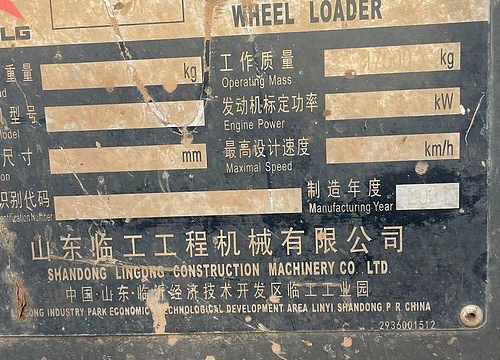 WHEEL LOADER
LG
重量 kg 工作质量 kg
Operating Mass
型号 发动机标定功率 kW
Model Engine Power
尺寸 mm 最高设计速度 km/h
Maximal Speed
识别代码 制造年度
Identification Number Manufacturing Year
山东临工工程机械有限公司
SHANDONG LINGONG CONSTRUCTION MACHINERY CO. LTD.
中国·山东·临沂经济技术开发区临工工业园
LINGONG INDUSTRY PARK ECONOMIC TECHNOLOGICAL DEVELOPMENT AREA LINYI SHANDONG P. R. CHINA
2936001512